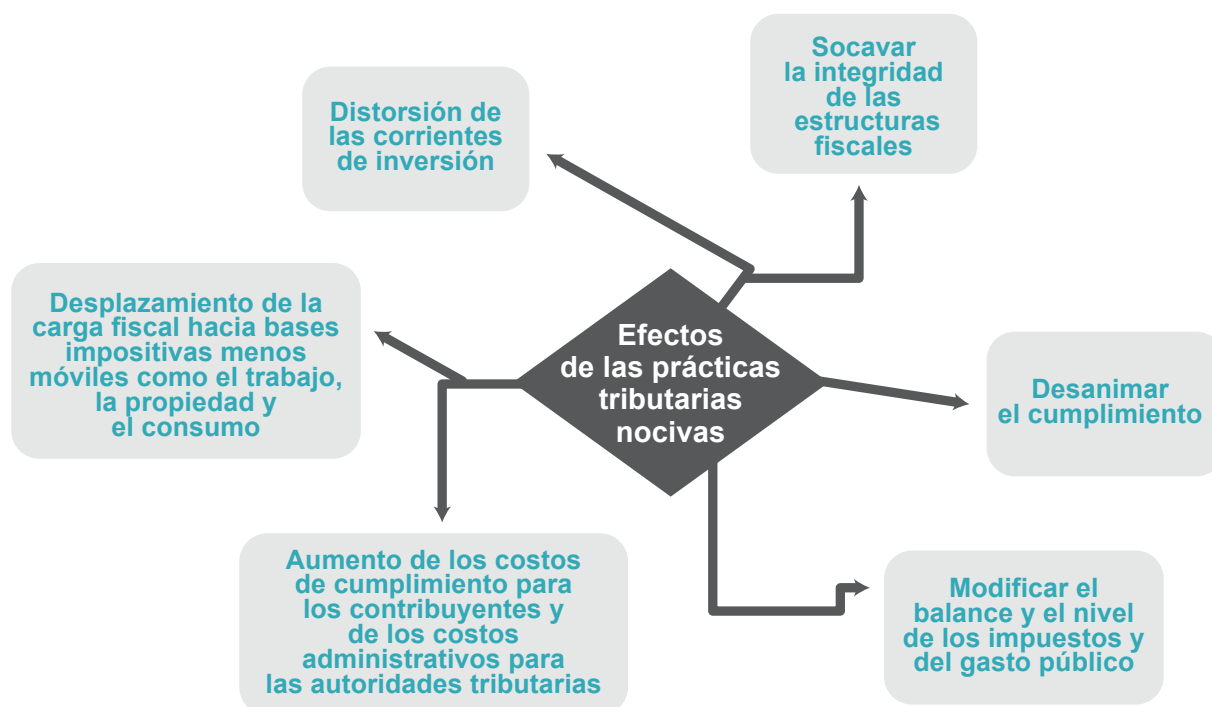 Socavar
la integridad
de las
estructuras
fiscales
Distorsión de
las corrientes
de inversión
Desplazamiento de la
carga fiscal hacia bases
impositivas menos
móviles como el trabajo,
la propiedad y
el consumo
Efectos
de las prácticas
tributarias
nocivas
Desanimar
el cumplimiento
Aumento de los costos
de cumplimiento para
los contribuyentes y
de los costos
administrativos para
las autoridades tributarias
Modificar el
balance y el nivel
de los impuestos y
del gasto público